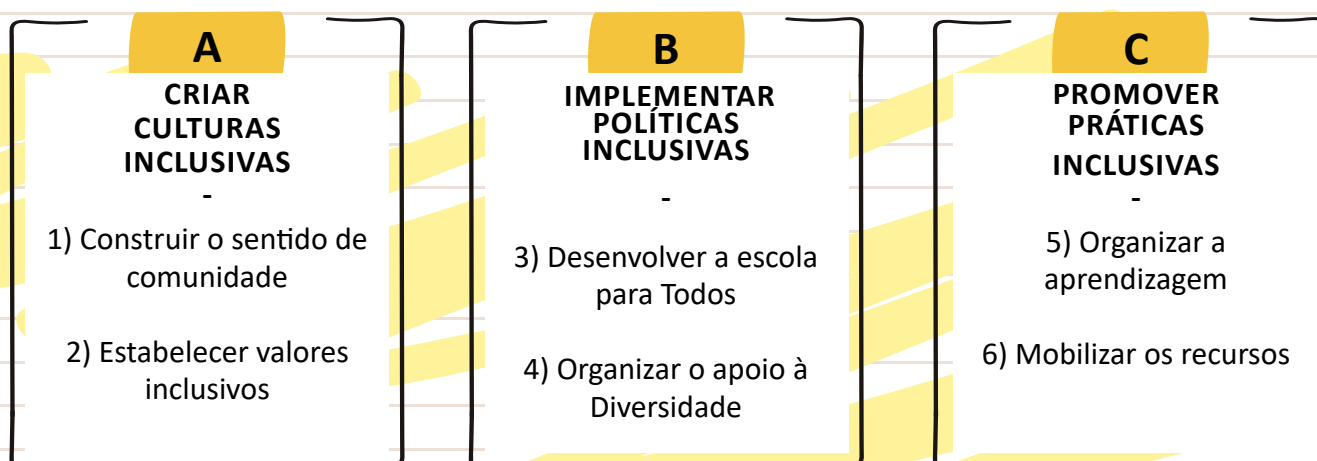 A
CRIAR
CULTURAS
INCLUSIVAS
-
1) Construir o sentido de
comunidade
2) Estabelecer valores
inclusivos
B
IMPLEMENTAR
POLÍTICAS
INCLUSIVAS
-
3) Desenvolver a escola
para Todos
4) Organizar o apoio à
Diversidade
C
PROMOVER
PRÁTICAS
INCLUSIVAS
-
5) Organizar a
aprendizagem
6) Mobilizar os recursos